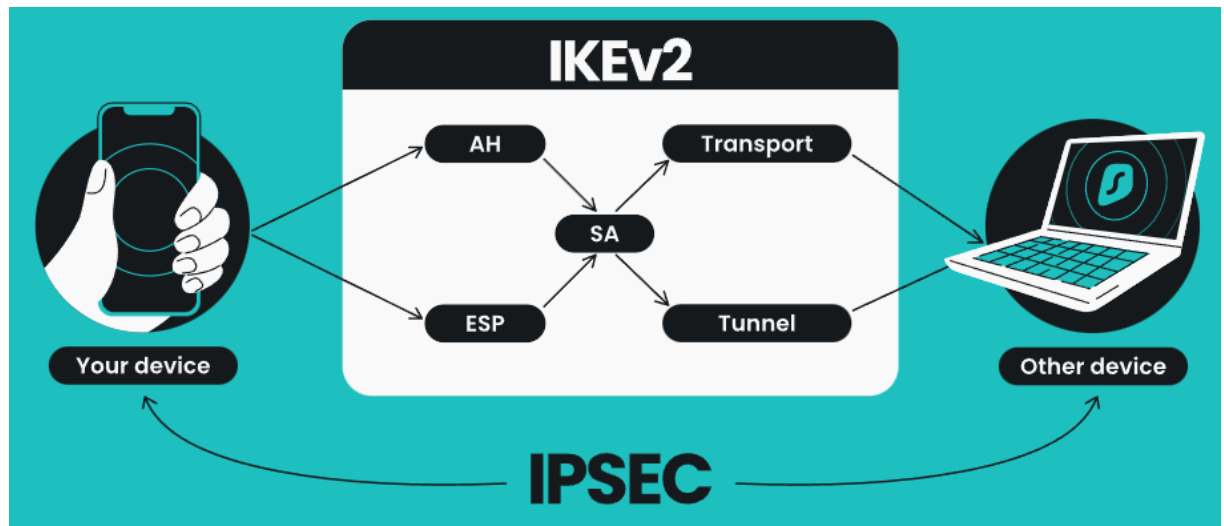 IKEv2
AH
Transport
SA
ESP
Tunnel
Your device
Other device
IPSEC